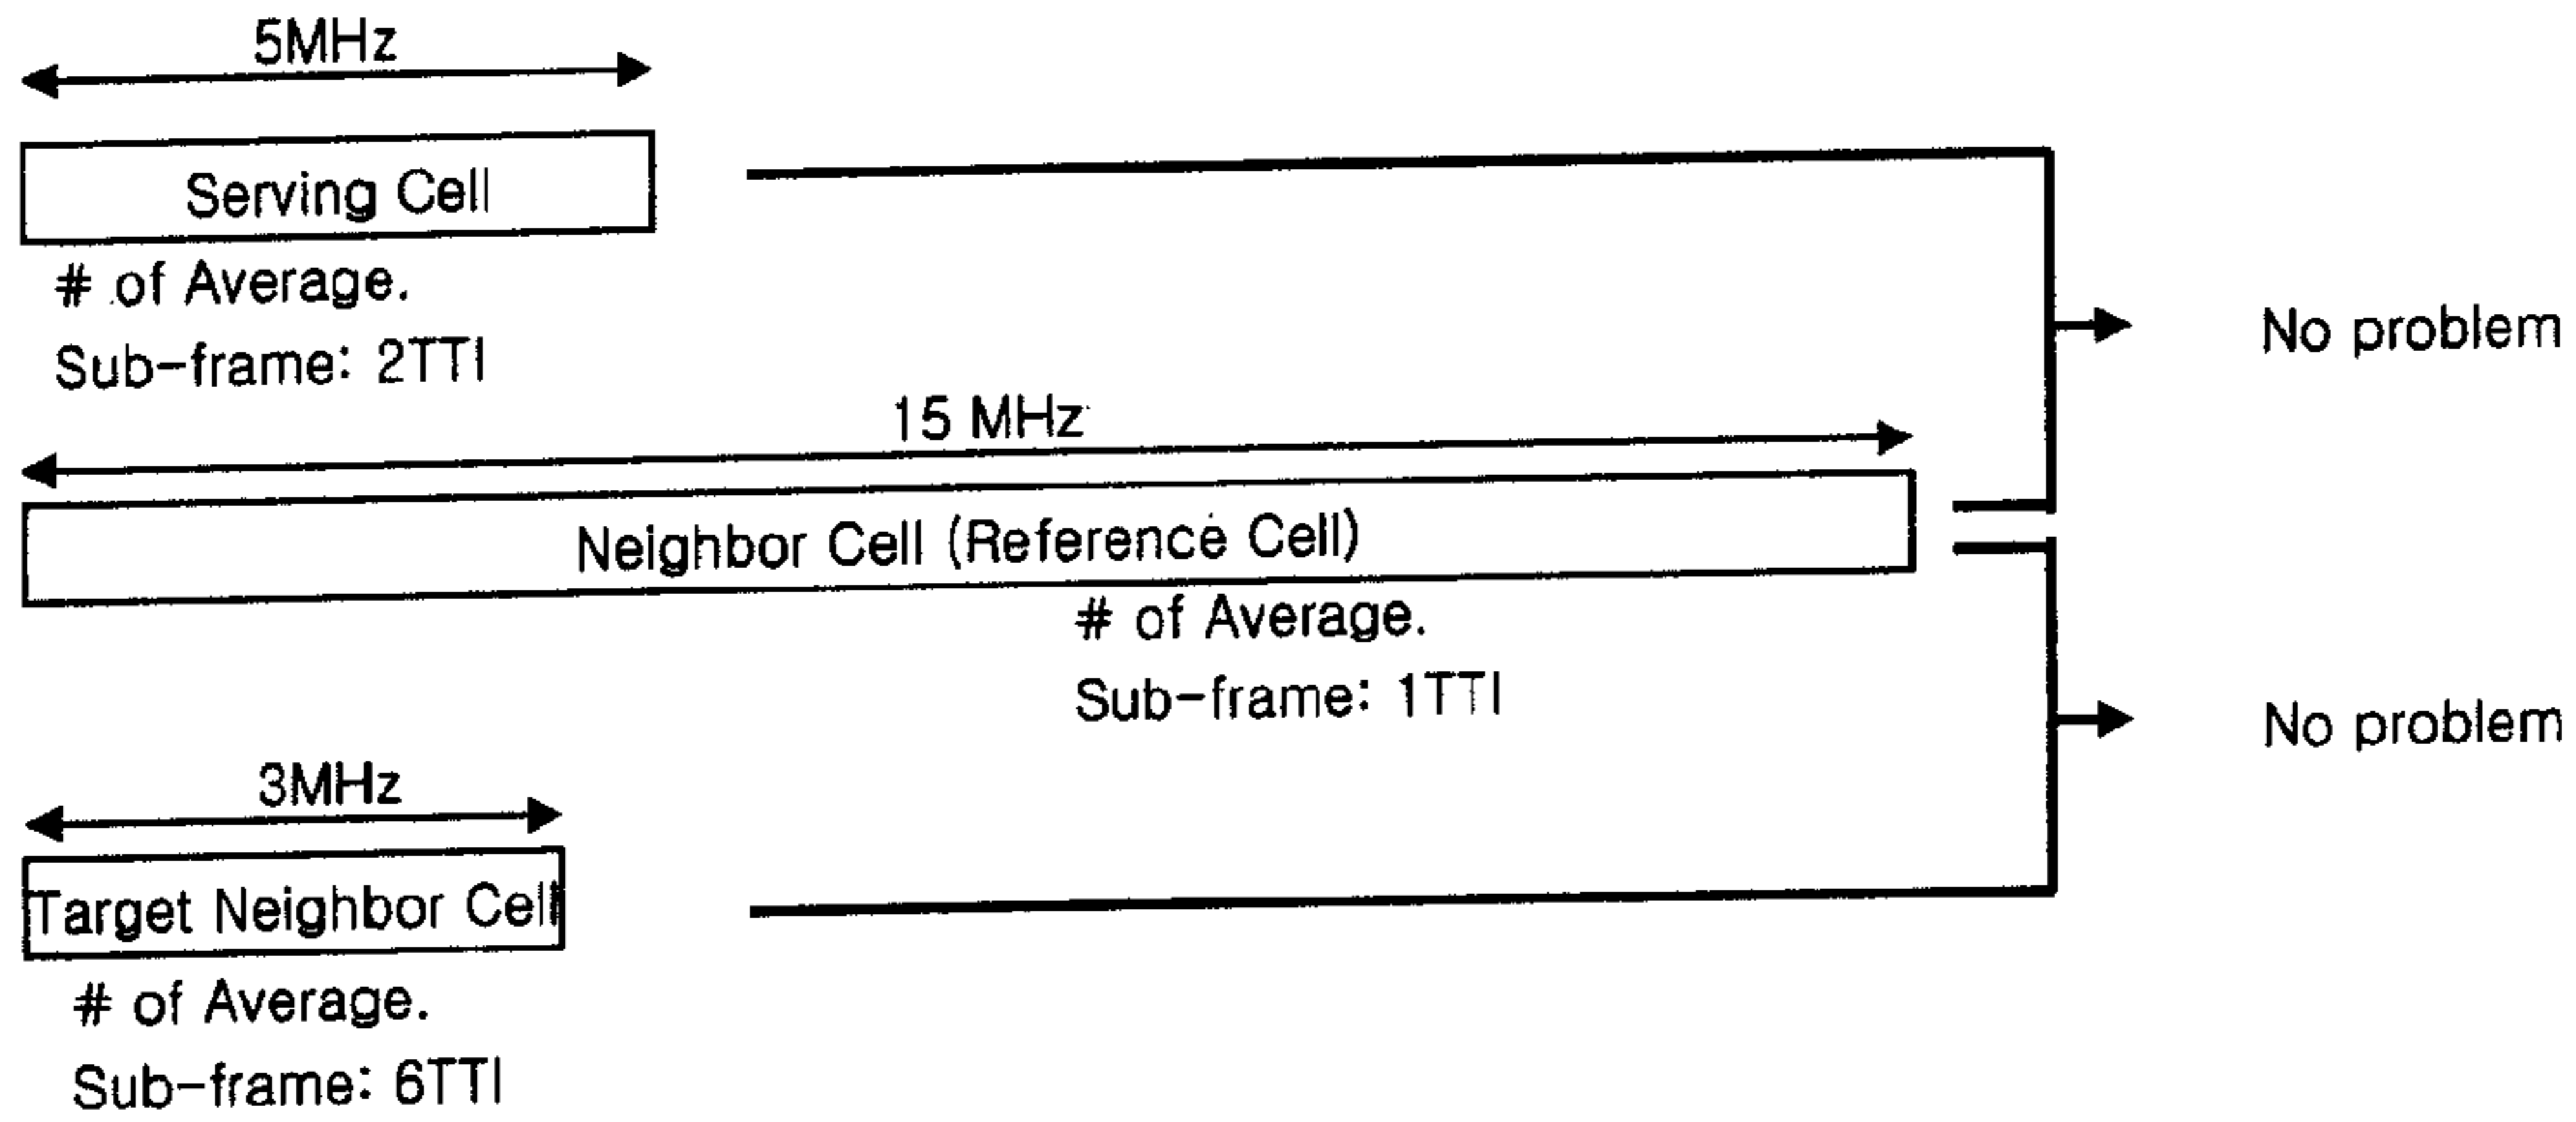 5MHz
Serving Cell
# of Average.
Sub-frame: 2TTI
No problem
15 MHz
Neighbor Cell (Reference Cell)
# of Average.
Sub-frame: 1TTI
No problem
3MHz
Target Neighbor Cell
# of Average.
Sub-frame: 6TTI